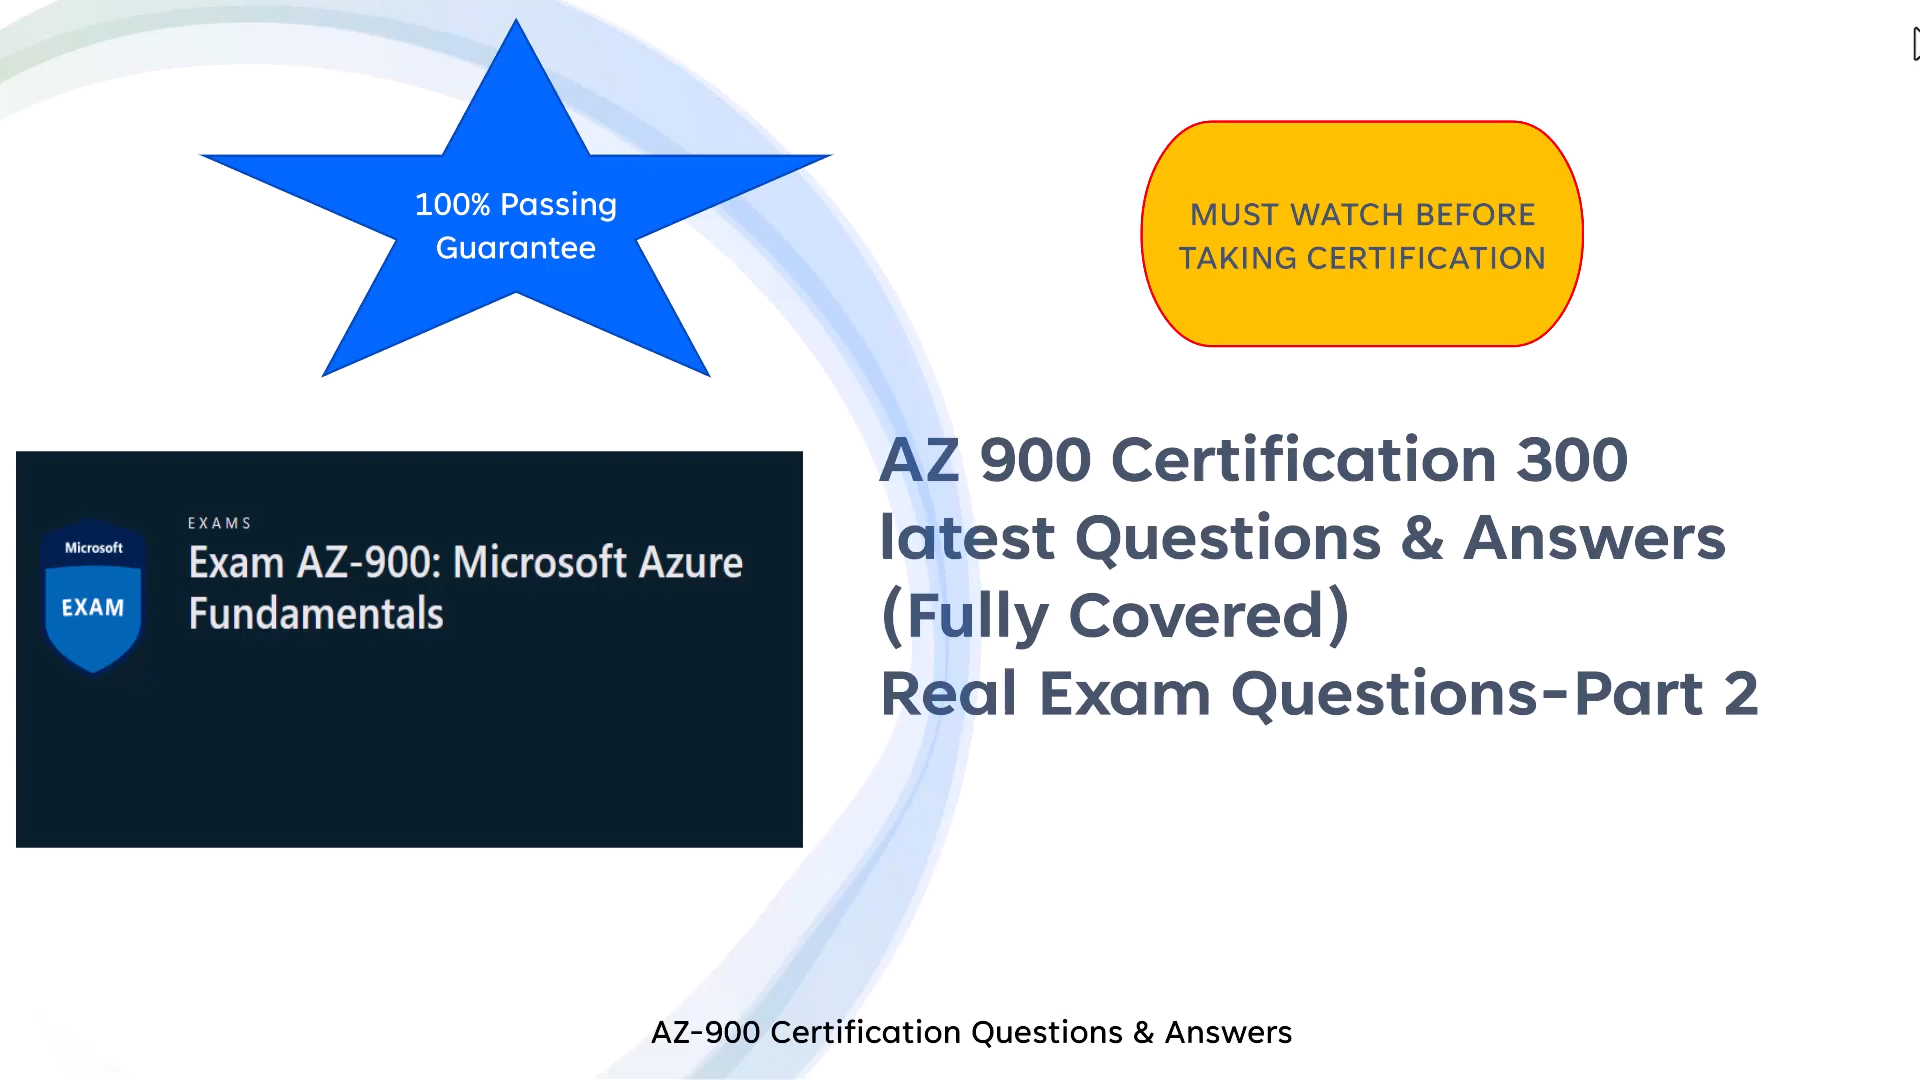 100% Passing
Guarantee
MUST WATCH BEFORE
TAKING CERTIFICATION
Microsoft
EXAM
EXAMS
Exam AZ-900: Microsoft Azure
Fundamentals
AZ 900 Certification 300
latest Questions & Answers
(Fully Covered)
Real Exam Questions-Part 2
AZ-900 Certification Questions & Answers